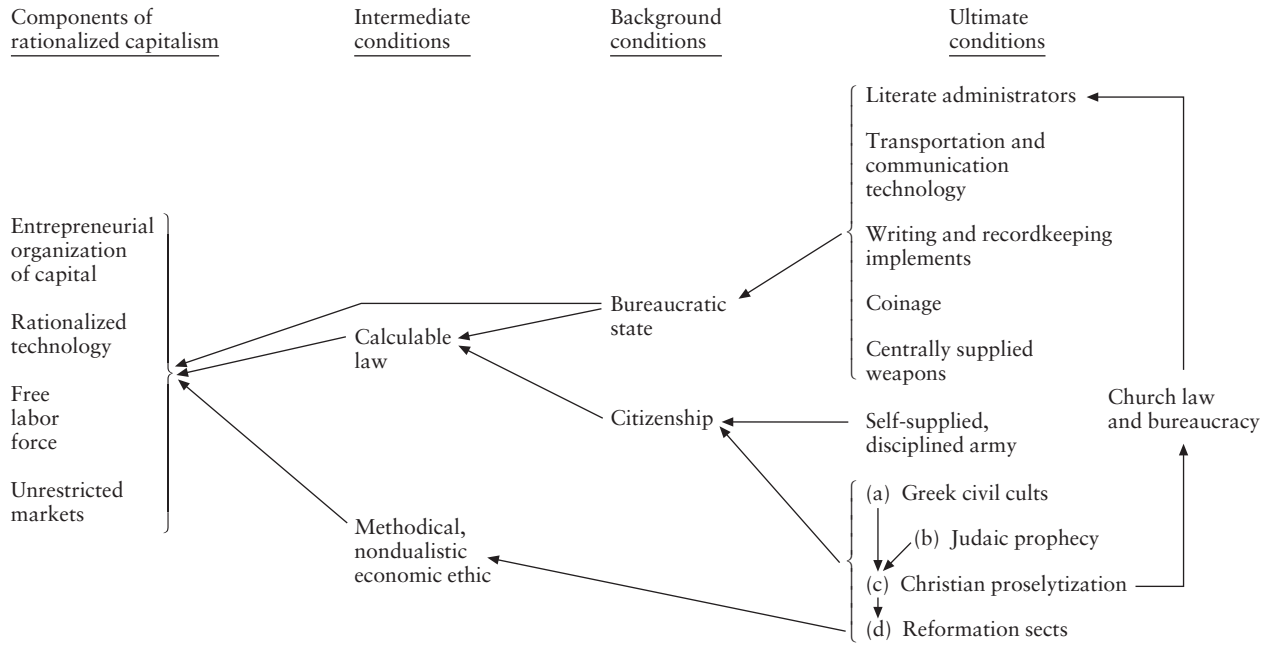 Components of
rationalized capitalism
Intermediate
conditions
Background
conditions
Ultimate
conditions
Entrepreneurial
organization
of capital
Rationalized
technology
Free
labor
force
Unrestricted
markets
Calculable
law
Methodical,
nondualistic
economic ethic
Bureaucratic
state
Citizenship
Literate administrators
Transportation and
communication
technology
Writing and recordkeeping
implements
Coinage
Centrally supplied
weapons
Self-supplied,
disciplined army
(a) Greek civil cults
(b) Judaic prophecy
(c) Christian proselytization
(d) Reformation sects
Church law
and bureaucracy